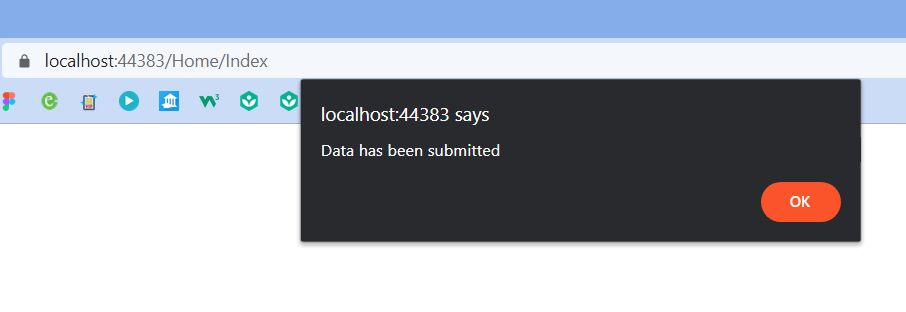 localhost:44383/Home/Index
localhost:44383 says
Data has been submitted
OK